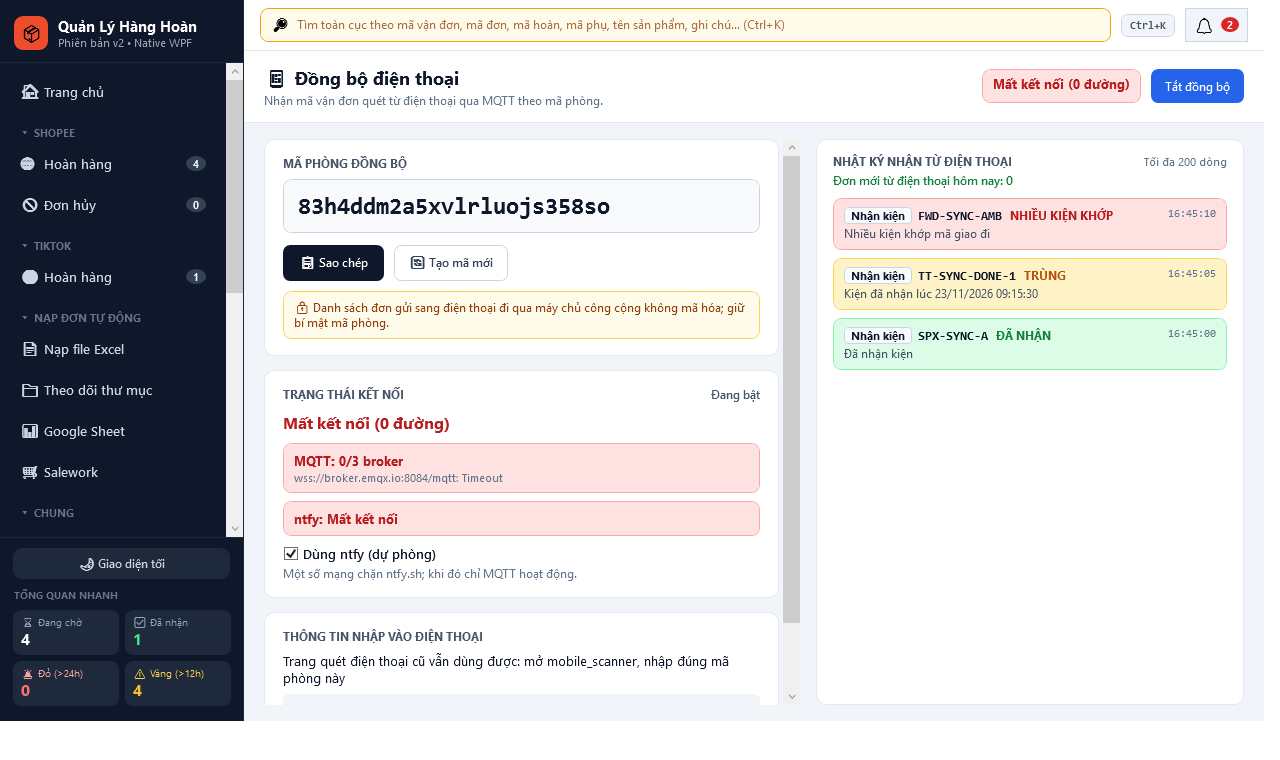 Quản Lý Hàng Hoàn
Phiên bản v2 • Native WPF
Trang chủ
SHOPEE
Hoàn hàng 4
Đơn hủy 0
TIKTOK
Hoàn hàng 1
NẠP ĐƠN TỰ ĐỘNG
Nạp file Excel
Theo dõi thư mục
Google Sheet
Salework
CHUNG
Giao diện tối
TỔNG QUAN NHANH
Đang chờ
4
Đã nhận
1
Đỏ (>24h)
0
Vàng (>12h)
4
Tìm toàn cục theo mã vận đơn, mã đơn, mã hoàn, mã phụ, tên sản phẩm, ghi chú... (Ctrl+K)
Ctrl+K
2
Đồng bộ điện thoại
Nhận mã vận đơn quét từ điện thoại qua MQTT theo mã phòng.
Mất kết nối (0 đường)
Tắt đồng bộ
MÃ PHÒNG ĐỒNG BỘ
83h4ddm2a5xvlrluojs358so
Sao chép
Tạo mã mới
Danh sách đơn gửi sang điện thoại đi qua máy chủ công cộng không mã hóa; giữ
bí mật mã phòng.
TRẠNG THÁI KẾT NỐI
Đang bật
Mất kết nối (0 đường)
MQTT: 0/3 broker
wss://broker.emqx.io:8084/mqtt: Timeout
ntfy: Mất kết nối
Dùng ntfy (dự phòng)
Một số mạng chặn ntfy.sh; khi đó chỉ MQTT hoạt động.
THÔNG TIN NHẬP VÀO ĐIỆN THOẠI
Trang quét điện thoại cũ vẫn dùng được: mở mobile_scanner, nhập đúng mã
phòng này
NHẬT KÝ NHẬN TỪ ĐIỆN THOẠI
Tối đa 200 dòng
Đơn mới từ điện thoại hôm nay: 0
Nhận kiện FWD-SYNC-AMB NHIỀU KIỆN KHỚP 16:45:10
Nhiều kiện khớp mã giao đi
Nhận kiện TT-SYNC-DONE-1 TRÙNG 16:45:05
Kiện đã nhận lúc 23/11/2026 09:15:30
Nhận kiện SPX-SYNC-A ĐÃ NHẬN 16:45:00
Đã nhận kiện